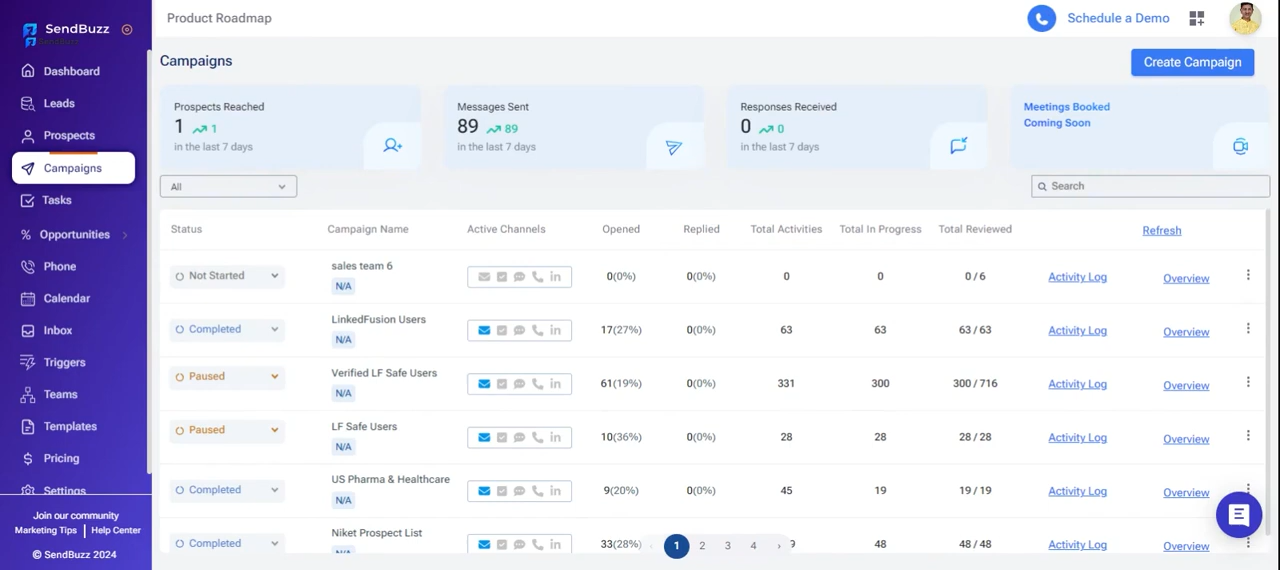 SendBuzz
SendBuzz
Dashboard
Leads
Prospects
Campaigns
Tasks
Opportunities
Phone
Calendar
Inbox
Triggers
Teams
Templates
Pricing
Settings
Join our community
Marketing Tips | Help Center
© SendBuzz 2024
Product Roadmap
Schedule a Demo
Campaigns
Create Campaign
Prospects Reached
1 1
in the last 7 days
Messages Sent
89 89
in the last 7 days
Responses Received
0 0
in the last 7 days
Meetings Booked
Coming Soon
All
Search
Status Campaign Name Active Channels Opened Replied Total Activities Total In Progress Total Reviewed Refresh
Not Started sales team 6 N/A in 0(0%) 0(0%) 0 0 0 / 6 Activity Log Overview
Completed LinkedFusion Users N/A in 17(27%) 0(0%) 63 63 63 / 63 Activity Log Overview
Paused Verified LF Safe Users N/A in 61(19%) 0(0%) 331 300 300 / 716 Activity Log Overview
Paused LF Safe Users N/A in 10(36%) 0(0%) 28 28 28 / 28 Activity Log Overview
Completed US Pharma & Healthcare N/A in 9(20%) 0(0%) 45 19 19 / 19 Activity Log Overview
Completed Niket Prospect List N/A in 33(28%) 48 48 / 48 Activity Log Overview
1 2 3 4